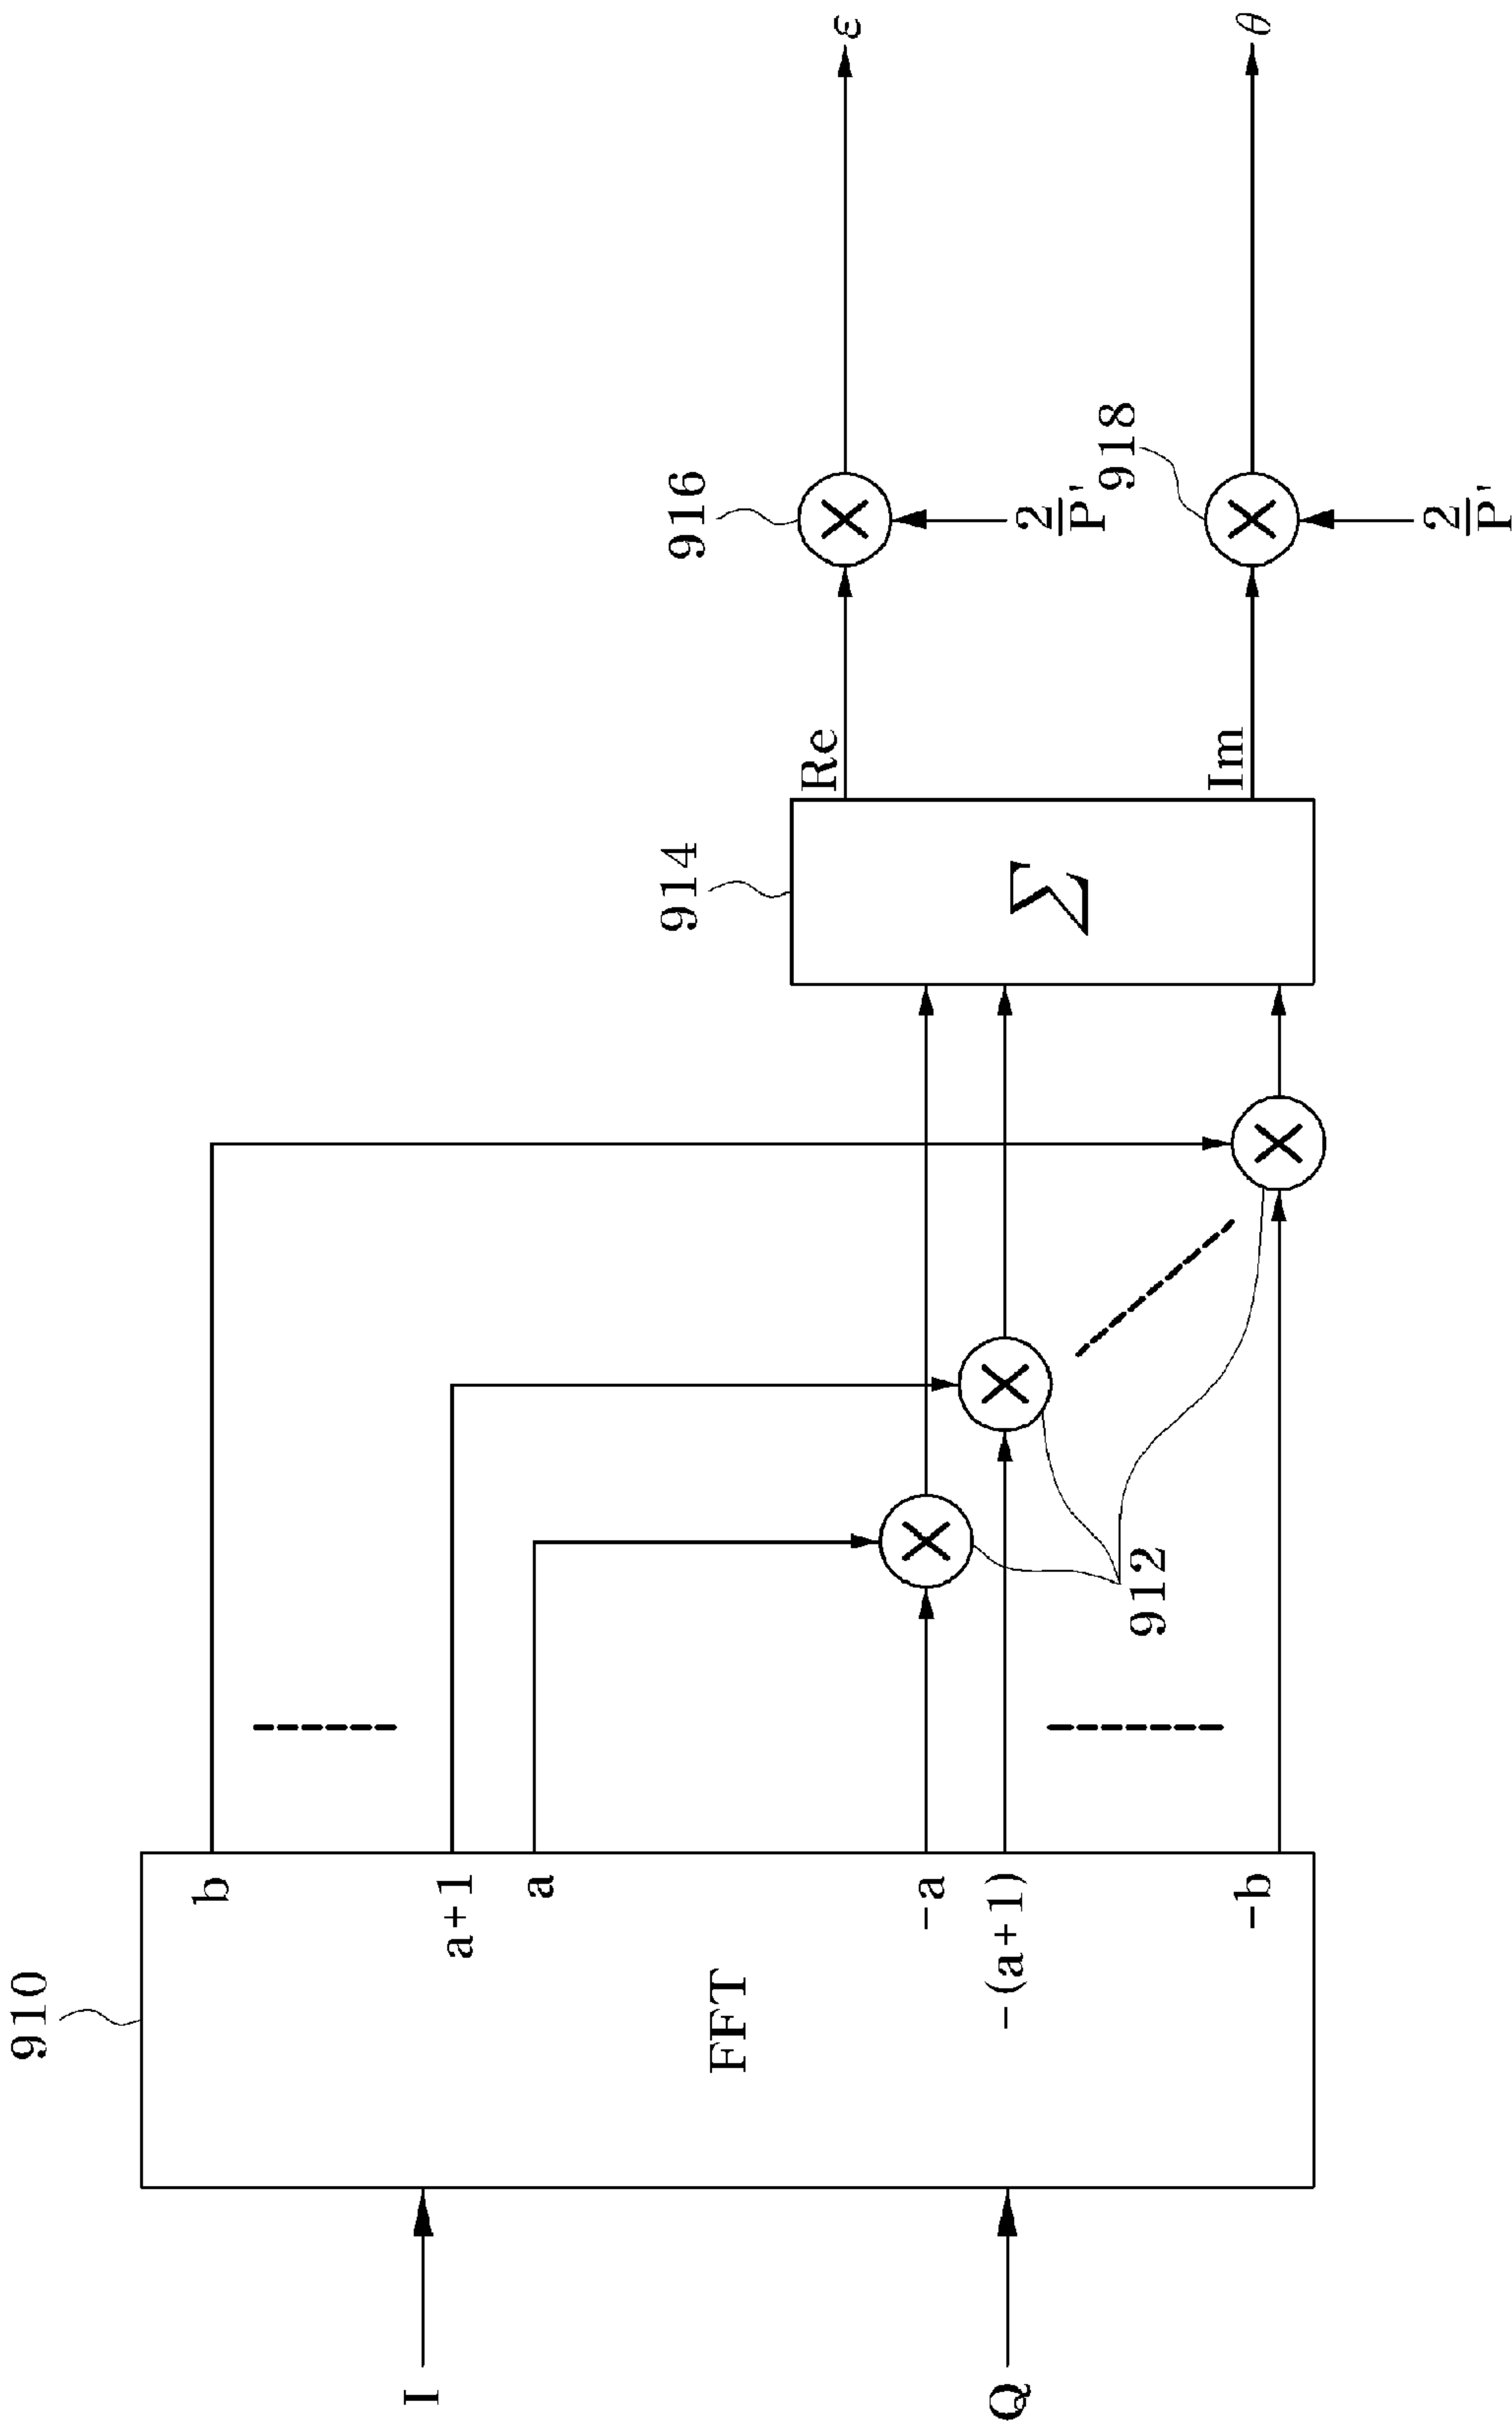 910
FFT
I
Q
b
a+1
a
-a
-(a+1)
-b
912
914
Σ
Re
Im
916
2
P'
ε
918
2
P'
θ